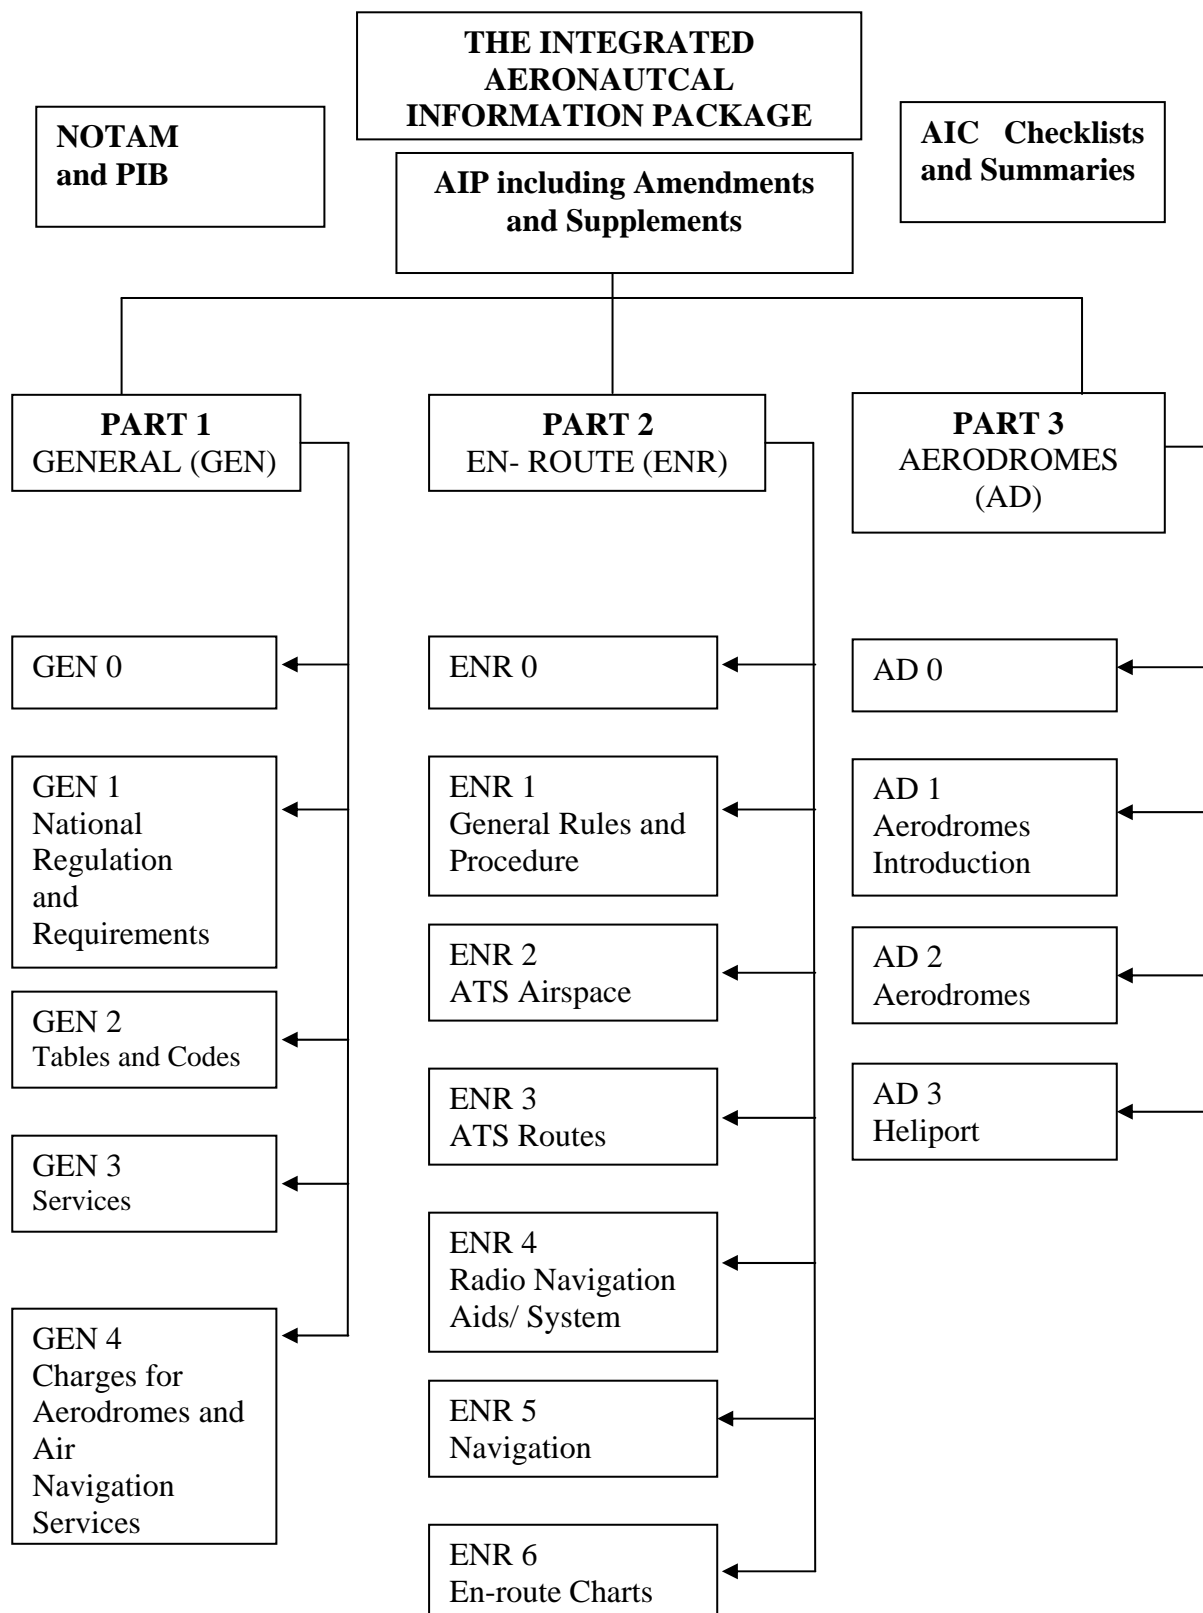 THE INTEGRATED
AERONAUTCAL
INFORMATION PACKAGE
NOTAM
and PIB
AIC Checklists
and Summaries
AIP including Amendments
and Supplements
PART 1
GENERAL (GEN)
PART 2
EN- ROUTE (ENR)
PART 3
AERODROMES
(AD)
GEN 0
GEN 1
National
Regulation
and
Requirements
GEN 2
Tables and Codes
GEN 3
Services
GEN 4
Charges for
Aerodromes and
Air
Navigation
Services
ENR 0
ENR 1
General Rules and
Procedure
ENR 2
ATS Airspace
ENR 3
ATS Routes
ENR 4
Radio Navigation
Aids/ System
ENR 5
Navigation
ENR 6
En-route Charts
AD 0
AD 1
Aerodromes
Introduction
AD 2
Aerodromes
AD 3
Heliport